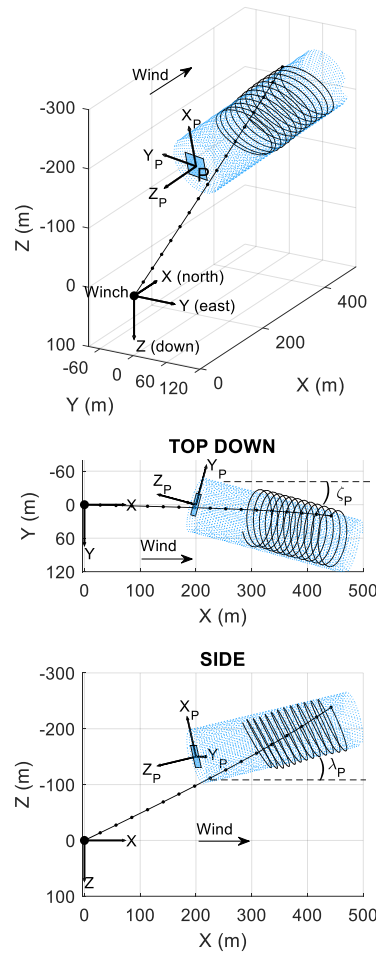 Wind
-300
X_P
Y_P
P
-200
Z_P
Z (m)
-100
0
Winch
X (north)
Y (east)
400
100
Z (down)
200
-60
0
60
120
0
Y (m)
X (m)
TOP DOWN
-60
Y_P
Z_P
ζ_P
Y (m)
0
X
60
Y
Wind
120
0 100 200 300 400 500
X (m)
SIDE
-300
X_P
-200
Y_P
Z_P
Z (m)
-100
λ_P
Wind
0
X
Z
100
0 100 200 300 400 500
X (m)